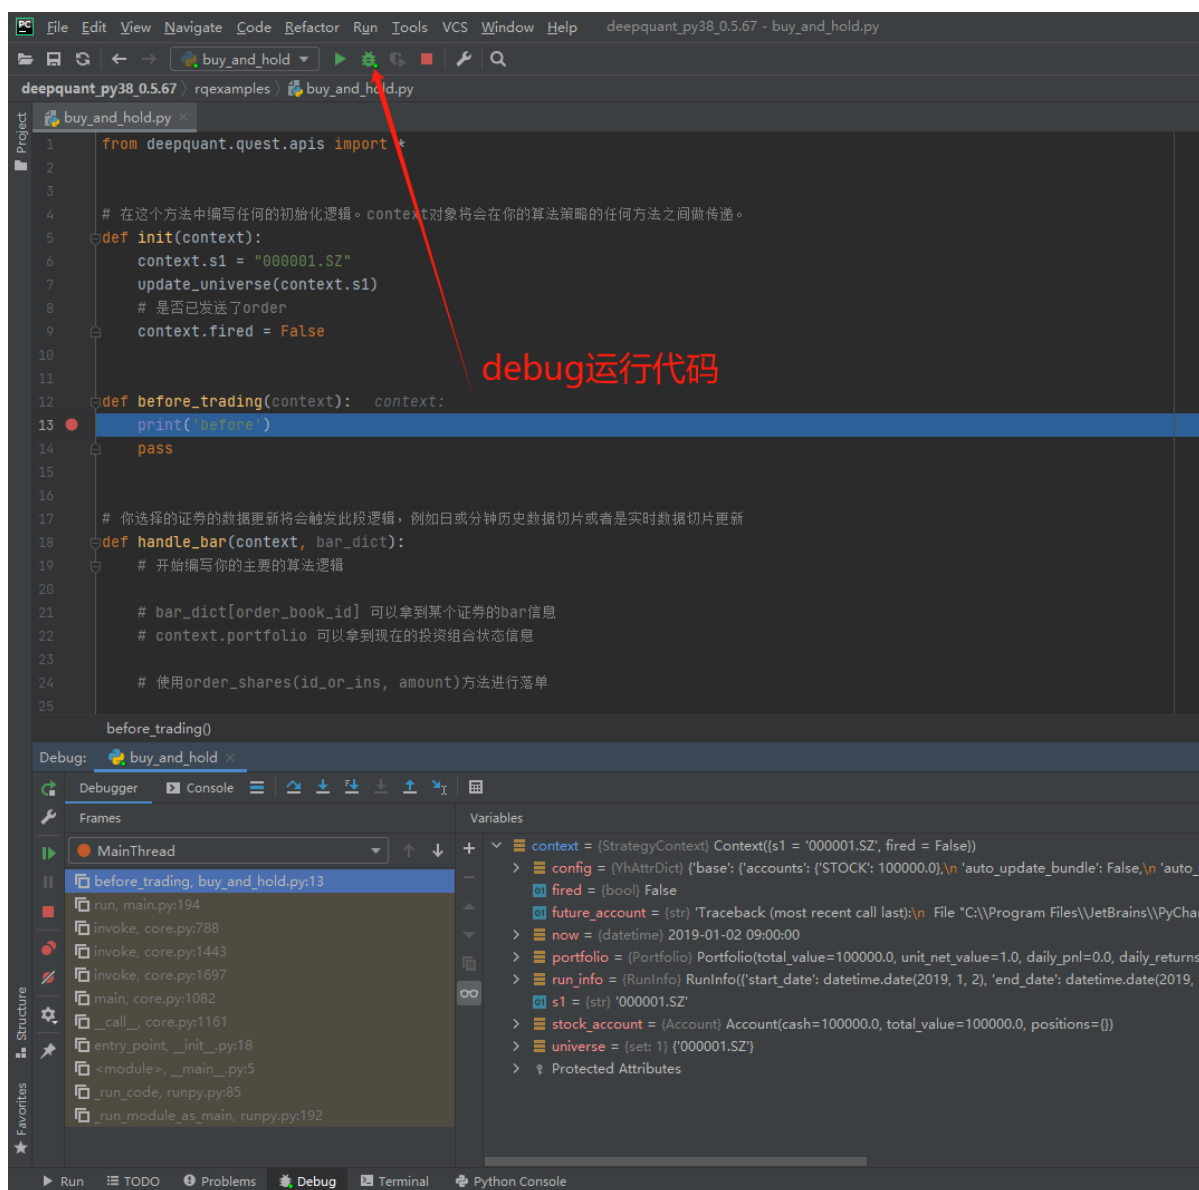 PC File Edit View Navigate Code Refactor Run Tools VCS Window Help deepquant_py38_0.5.67 - buy_and_hold.py
buy_and_hold
deepquant_py38_0.5.67 rqexamples buy_and_hold.py
Project
buy_and_hold.py
1 from deepquant.quest.apis import *
2
3
4 # 在这个方法中编写任何的初始化逻辑。context对象将会在你的算法策略的任何方法之间做传递。
5 def init(context):
6 context.s1 = "000001.SZ"
7 update_universe(context.s1)
8 # 是否已发送了order
9 context.fired = False
10
11
debug运行代码
12 def before_trading(context): context:
13 print('before')
14 pass
15
16
17 # 你选择的证券的数据更新将会触发此段逻辑，例如日或分钟历史数据切片或者是实时数据切片更新
18 def handle_bar(context, bar_dict):
19 # 开始编写你的主要的算法逻辑
20
21 # bar_dict[order_book_id] 可以拿到某个证券的bar信息
22 # context.portfolio 可以拿到现在的投资组合状态信息
23
24 # 使用order_shares(id_or_ins, amount)方法进行落单
25
before_trading()
Debug: buy_and_hold
Debugger Console
Frames
MainThread
before_trading, buy_and_hold.py:13
run, main.py:194
invoke, core.py:788
invoke, core.py:1443
invoke, core.py:1697
main, core.py:1082
__call__, core.py:1161
entry_point, __init__.py:18
<module>, __main__.py:5
_run_code, runpy.py:85
_run_module_as_main, runpy.py:192
Variables
context = {StrategyContext} Context({s1 = '000001.SZ', fired = False})
config = {YhAttrDict} {'base': {'accounts': {'STOCK': 100000.0},\n 'auto_update_bundle': False,\n 'auto_
fired = {bool} False
future_account = {str} 'Traceback (most recent call last):\n File "C:\\Program Files\\JetBrains\\PyChar
now = {datetime} 2019-01-02 09:00:00
portfolio = {Portfolio} Portfolio(total_value=100000.0, unit_net_value=1.0, daily_pnl=0.0, daily_returns
run_info = {RunInfo} RunInfo({'start_date': datetime.date(2019, 1, 2), 'end_date': datetime.date(2019,
s1 = {str} '000001.SZ'
stock_account = {Account} Account(cash=100000.0, total_value=100000.0, positions={})
universe = {set: 1} {'000001.SZ'}
Protected Attributes
Structure
Favorites
Run TODO Problems Debug Terminal Python Console